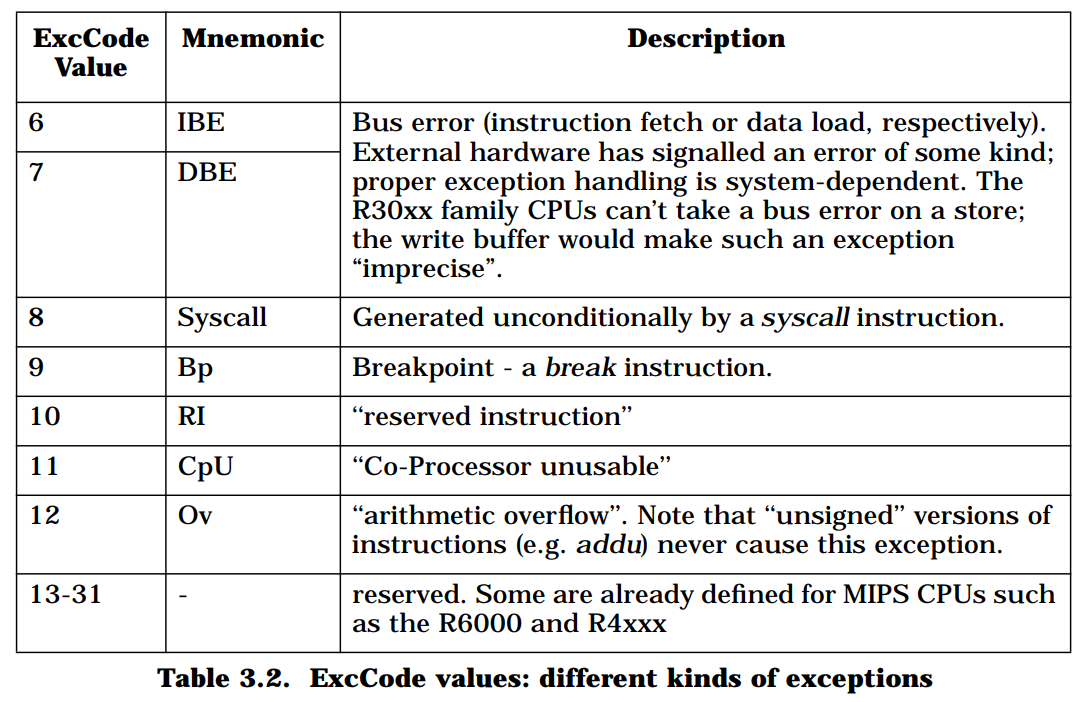 ExcCode Value Mnemonic Description
6 IBE Bus error (instruction fetch or data load, respectively).
External hardware has signalled an error of some kind;
7 DBE proper exception handling is system-dependent. The
R30xx family CPUs can’t take a bus error on a store;
the write buffer would make such an exception
“imprecise”.
8 Syscall Generated unconditionally by a syscall instruction.
9 Bp Breakpoint - a break instruction.
10 RI “reserved instruction”
11 CpU “Co-Processor unusable”
12 Ov “arithmetic overflow”. Note that “unsigned” versions of
instructions (e.g. addu) never cause this exception.
13-31 - reserved. Some are already defined for MIPS CPUs such
as the R6000 and R4xxx
Table 3.2. ExcCode values: different kinds of exceptions